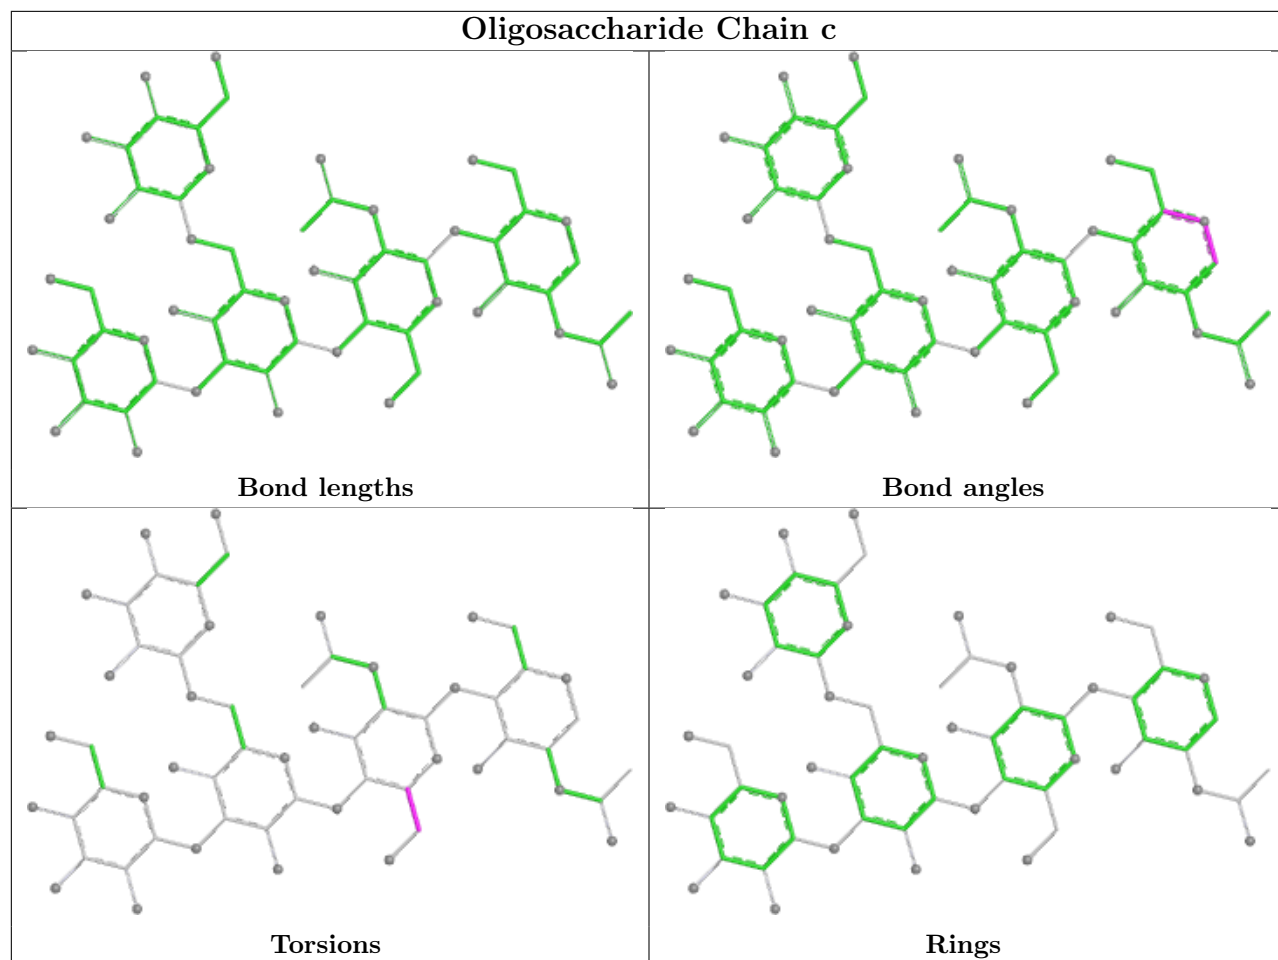 Oligosaccharide Chain c
Bond lengths
Bond angles
Torsions
Rings